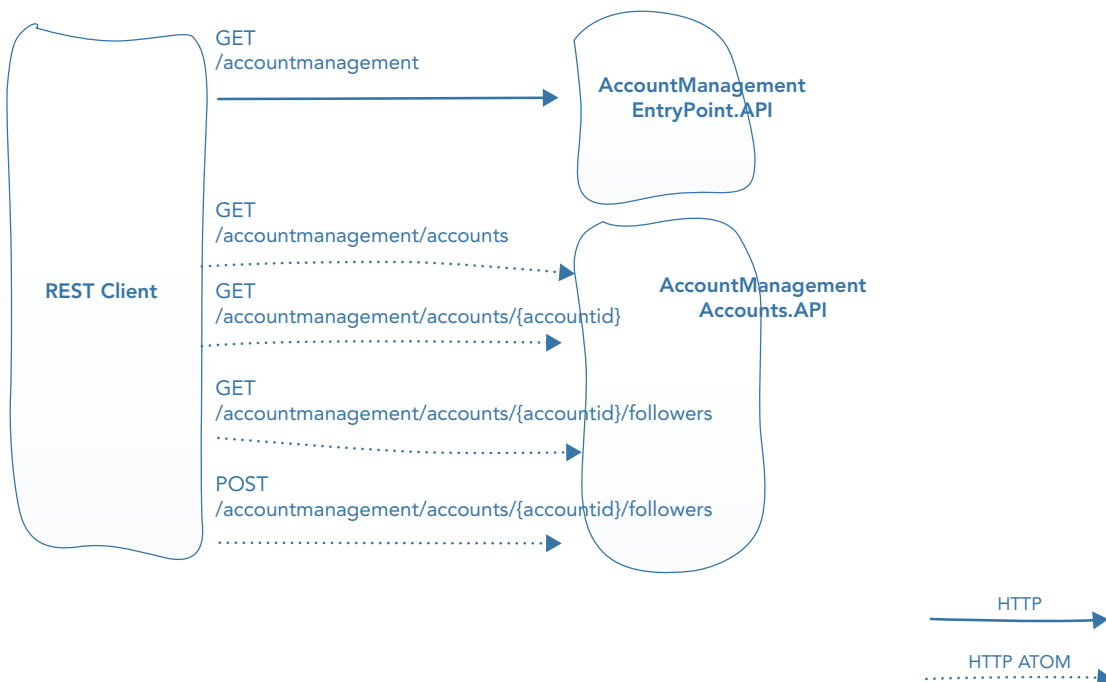 GET
/accountmanagement
AccountManagement
EntryPoint.API
GET
/accountmanagement/accounts
REST Client
GET
/accountmanagement/accounts/{accountid}
AccountManagement
Accounts.API
GET
/accountmanagement/accounts/{accountid}/followers
POST
/accountmanagement/accounts/{accountid}/followers
HTTP
HTTP ATOM